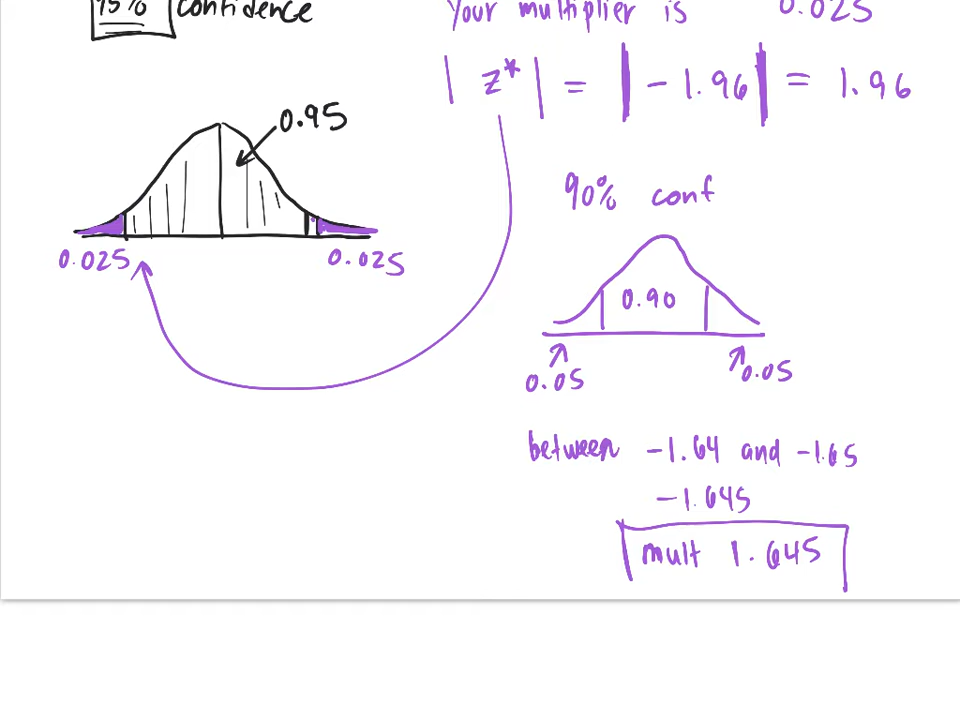 95% confidence
Your multiplier is 0.025
| z* | = | -1.96 | = 1.96
0.95
0.025
0.025
90% conf
0.90
0.05
0.05
between -1.64 and -1.65
-1.645
mult 1.645